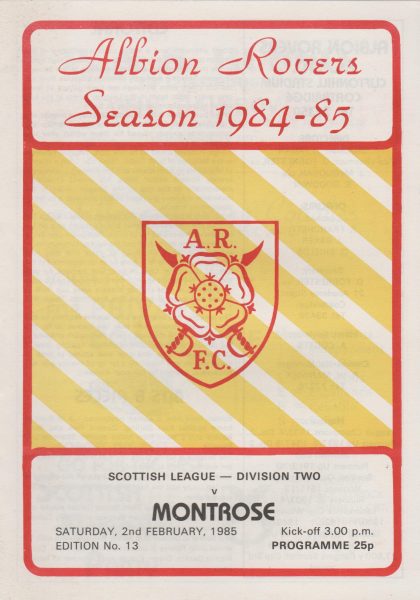 Albion Rovers
Season 1984-85
A.R.
F.C.
SCOTTISH LEAGUE — DIVISION TWO
v
MONTROSE
SATURDAY, 2nd FEBRUARY, 1985 Kick-off 3.00 p.m.
EDITION No. 13 PROGRAMME 25p